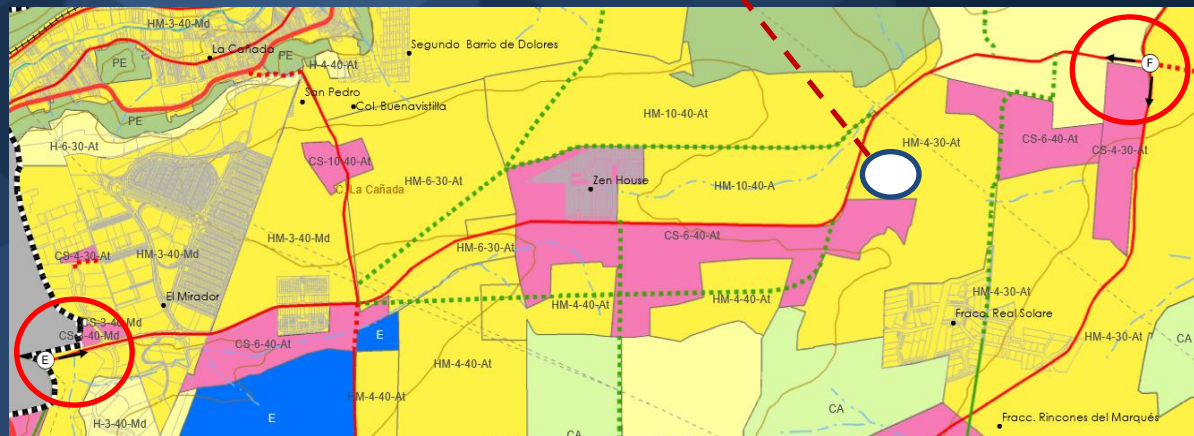 HM-3-40-Md
La Cañada
PE
PE
Segundo Barrio de Dolores
H-4-40-At
San Pedro
Col. Buenavistilla
PE
H-6-30-At
CS-10-40-At
C. La Cañada
HM-6-30-At
HM-10-40-At
Zen House
HM-10-40-A
HM-4-30-At
CS-6-40-At
CS-4-30-At
F
CS-4-30-At
HM-3-40-Md
HM-3-40-Md
HM-6-30-At
CS-6-40-At
El Mirador
HM-4-40-At
HM-4-40-At
HM-4-30-At
Fracc. Real Solare
HM-4-30-At
CS-3-40-Md
E
CS-6-40-At
E
HM-4-40-At
HM-4-40-At
CA
E
CA
H-3-40-Md
CA
Fracc. Rincones del Marqués